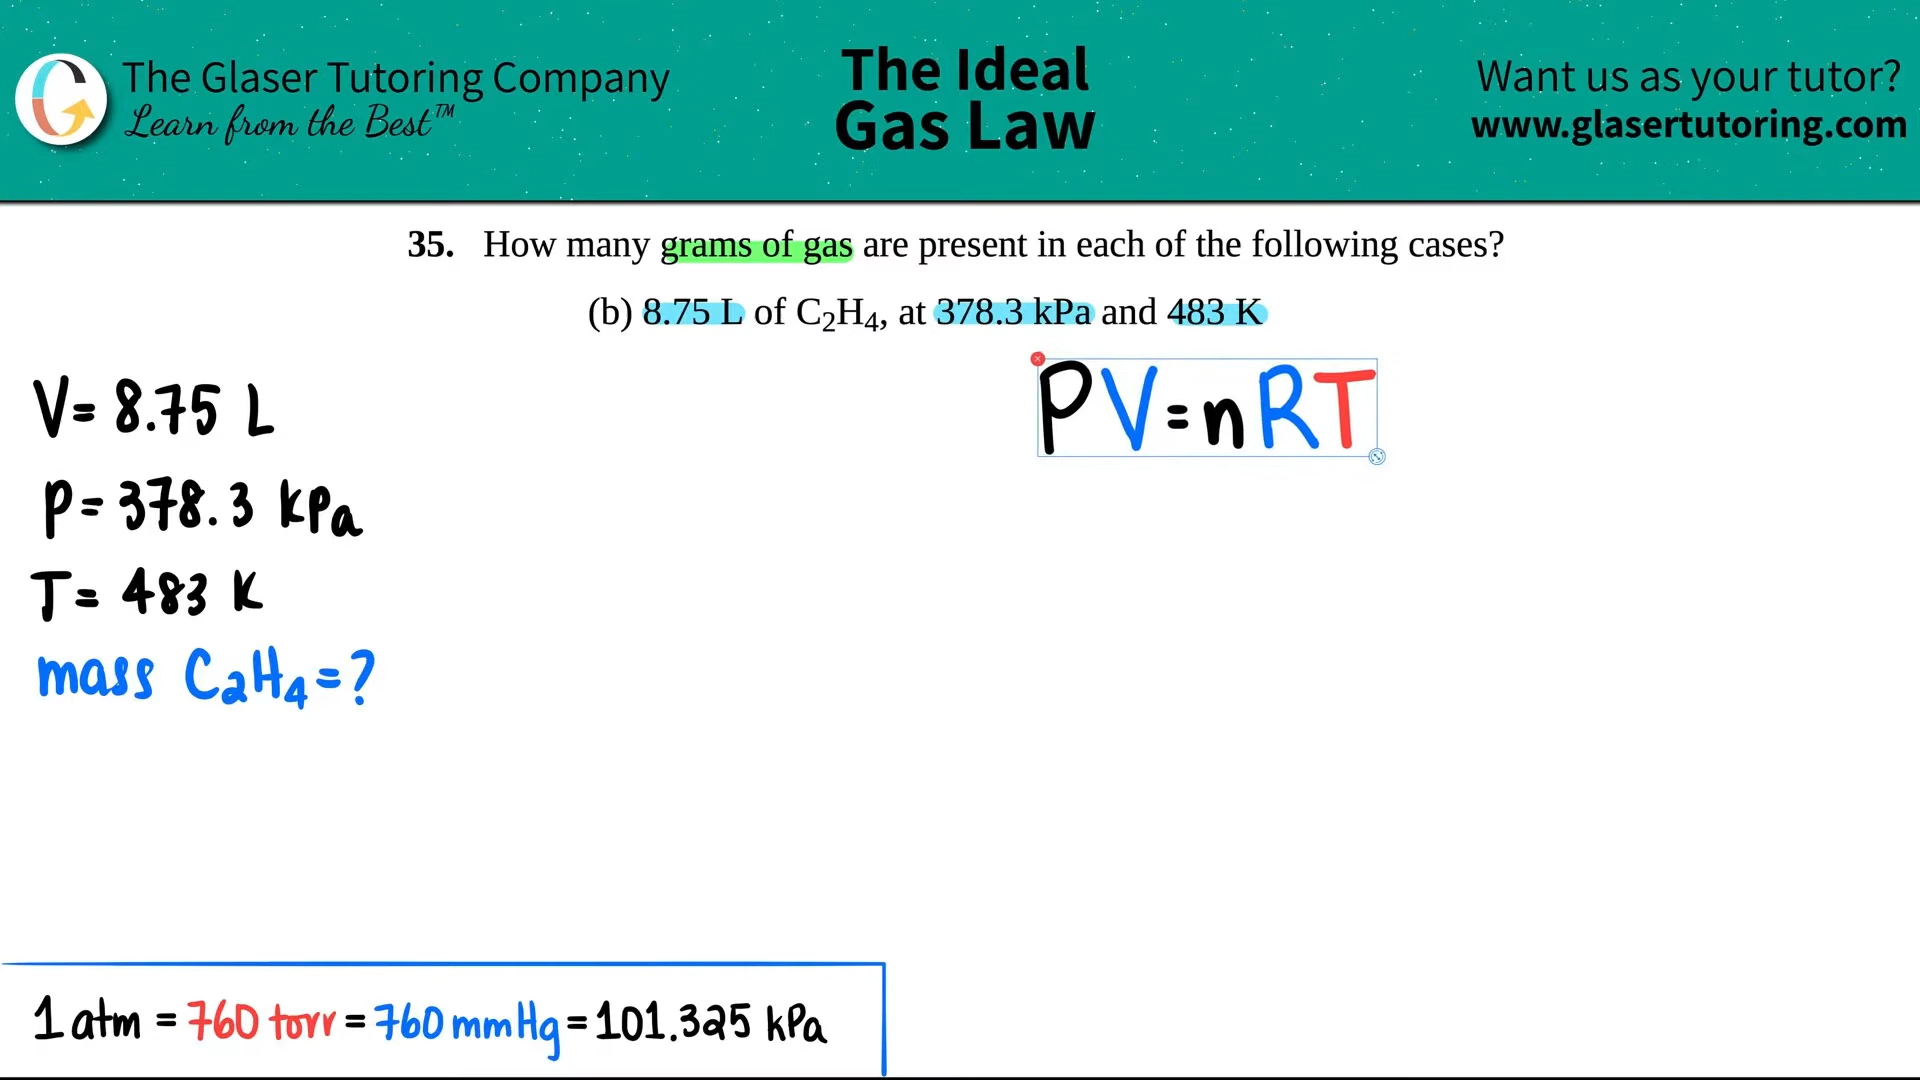 The Glaser Tutoring Company
Learn from the Best™
The Ideal
Gas Law
Want us as your tutor?
www.glasertutoring.com
35. How many grams of gas are present in each of the following cases?
(b) 8.75 L of C₂H₄, at 378.3 kPa and 483 K
PV=nRT
V= 8.75 L
P= 378.3 kPa
T= 483 K
mass C₂H₄=?
1 atm = 760 torr = 760 mmHg = 101.325 kPa